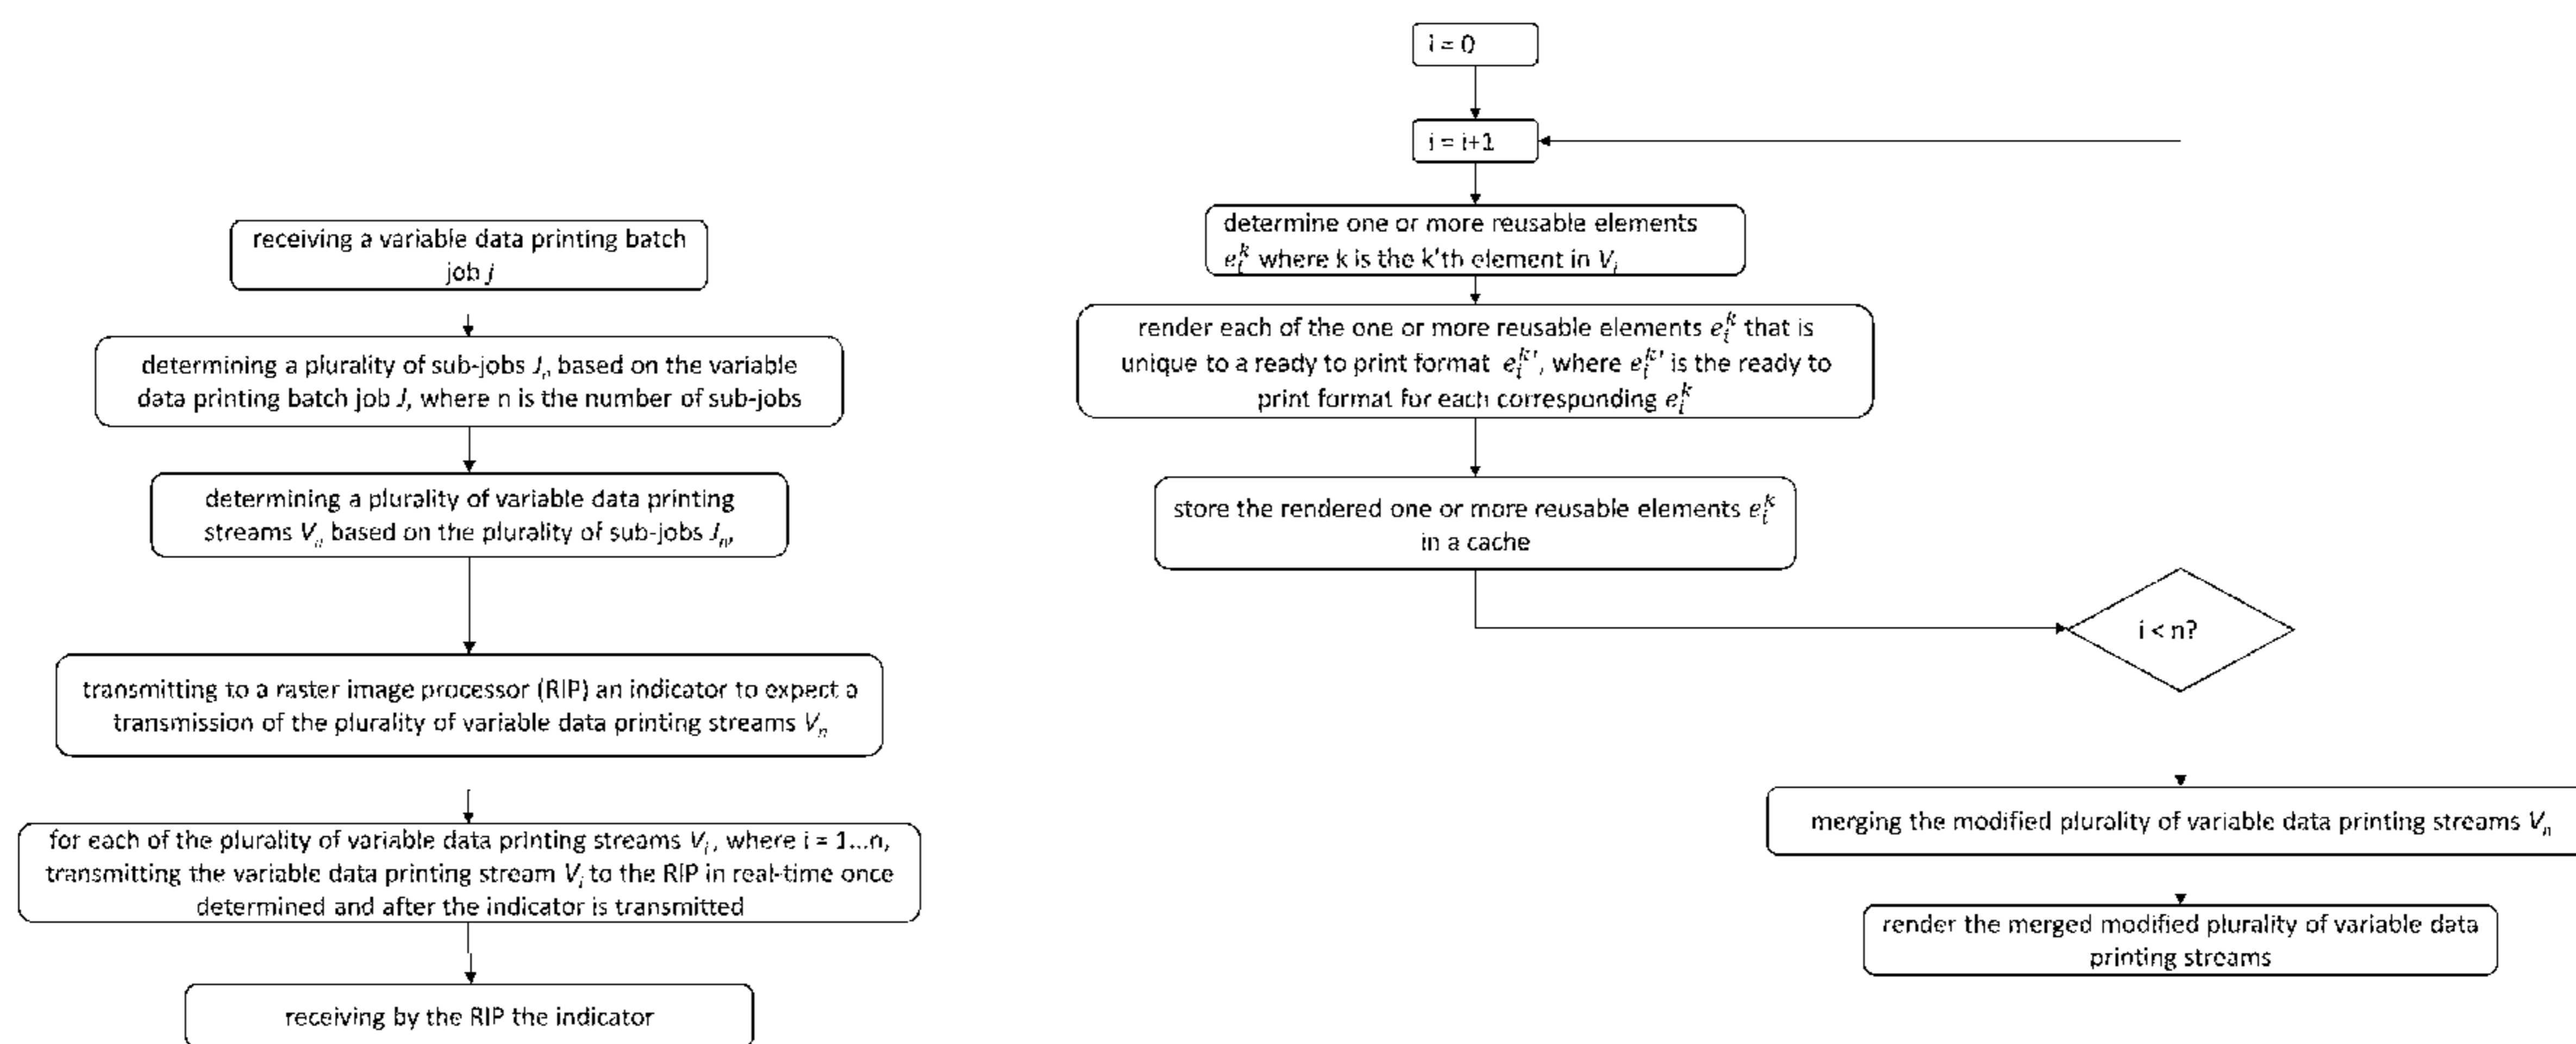 receiving a variable data printing batch
job J
determining a plurality of sub-jobs Jₙ based on the variable
data printing batch job J, where n is the number of sub-jobs
determining a plurality of variable data printing
streams Vₙ based on the plurality of sub-jobs Jₙ,
transmitting to a raster image processor (RIP) an indicator to expect a
transmission of the plurality of variable data printing streams Vₙ
for each of the plurality of variable data printing streams Vᵢ, where i = 1...n,
transmitting the variable data printing stream Vᵢ to the RIP in real-time once
determined and after the indicator is transmitted
receiving by the RIP the indicator
i = 0
i = i+1
determine one or more reusable elements
eᵢᵏ where k is the k'th element in Vᵢ
render each of the one or more reusable elements eᵢᵏ that is
unique to a ready to print format eᵢᵏ', where eᵢᵏ' is the ready to
print format for each corresponding eᵢᵏ
store the rendered one or more reusable elements eᵢᵏ
in a cache
i < n?
merging the modified plurality of variable data printing streams Vₙ
render the merged modified plurality of variable data
printing streams